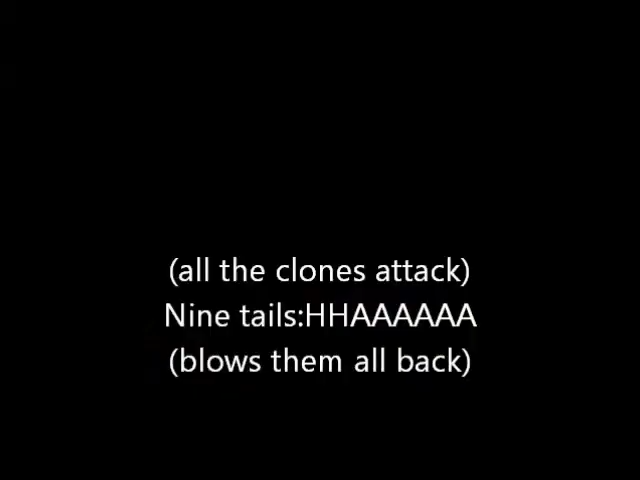 (all the clones attack)
Nine tails:HHAAAAAA
(blows them all back)